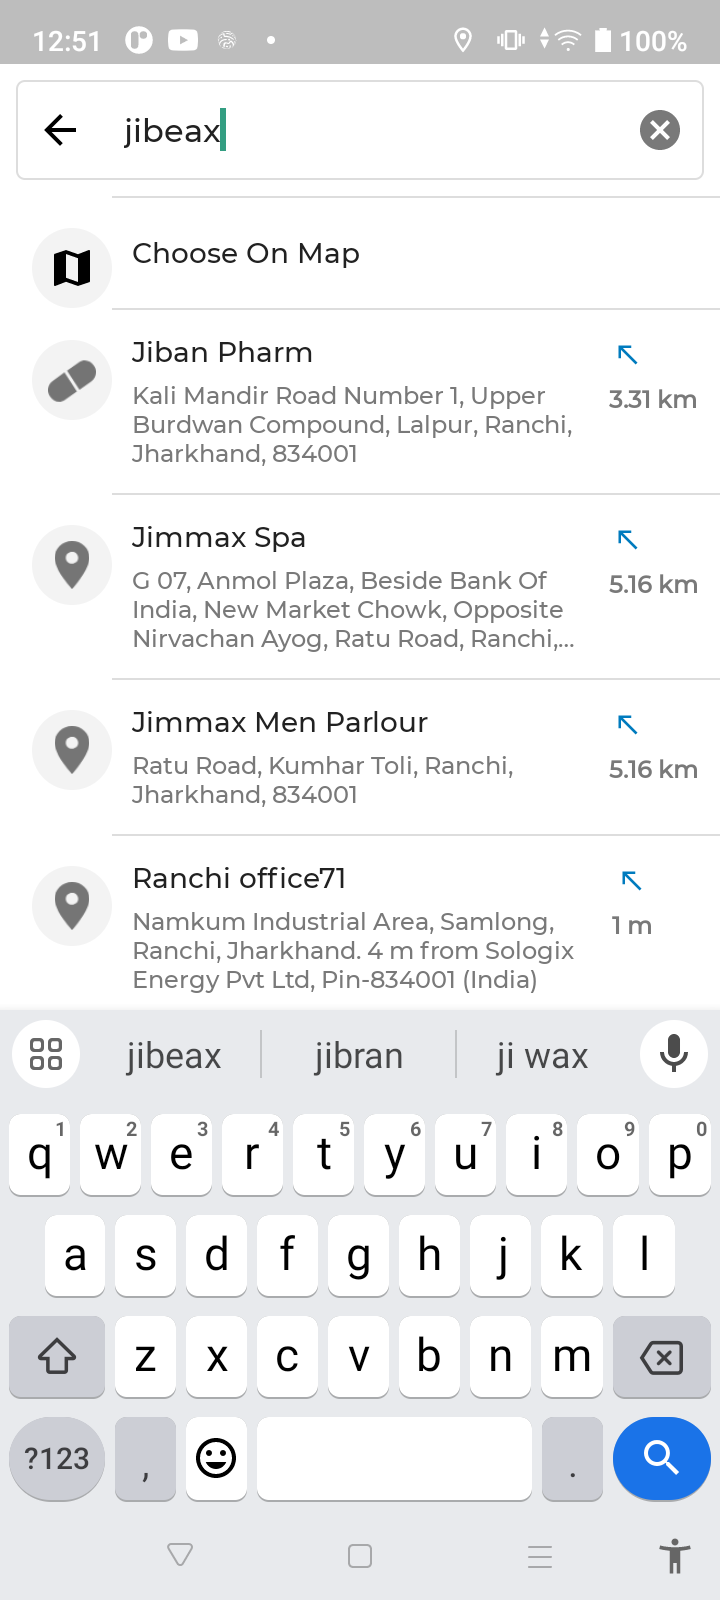 12:51
100%
jibeax
Choose On Map
Jiban Pharm
Kali Mandir Road Number 1, Upper
Burdwan Compound, Lalpur, Ranchi,
Jharkhand, 834001
3.31 km
Jimmax Spa
G 07, Anmol Plaza, Beside Bank Of
India, New Market Chowk, Opposite
Nirvachan Ayog, Ratu Road, Ranchi,...
5.16 km
Jimmax Men Parlour
Ratu Road, Kumhar Toli, Ranchi,
Jharkhand, 834001
5.16 km
Ranchi office71
Namkum Industrial Area, Samlong,
Ranchi, Jharkhand. 4 m from Sologix
Energy Pvt Ltd, Pin-834001 (India)
1 m
jibeax jibran ji wax
1 2 3 4 5 6 7 8 9 0
q w e r t y u i o p
a s d f g h j k l
z x c v b n m
?123 , .